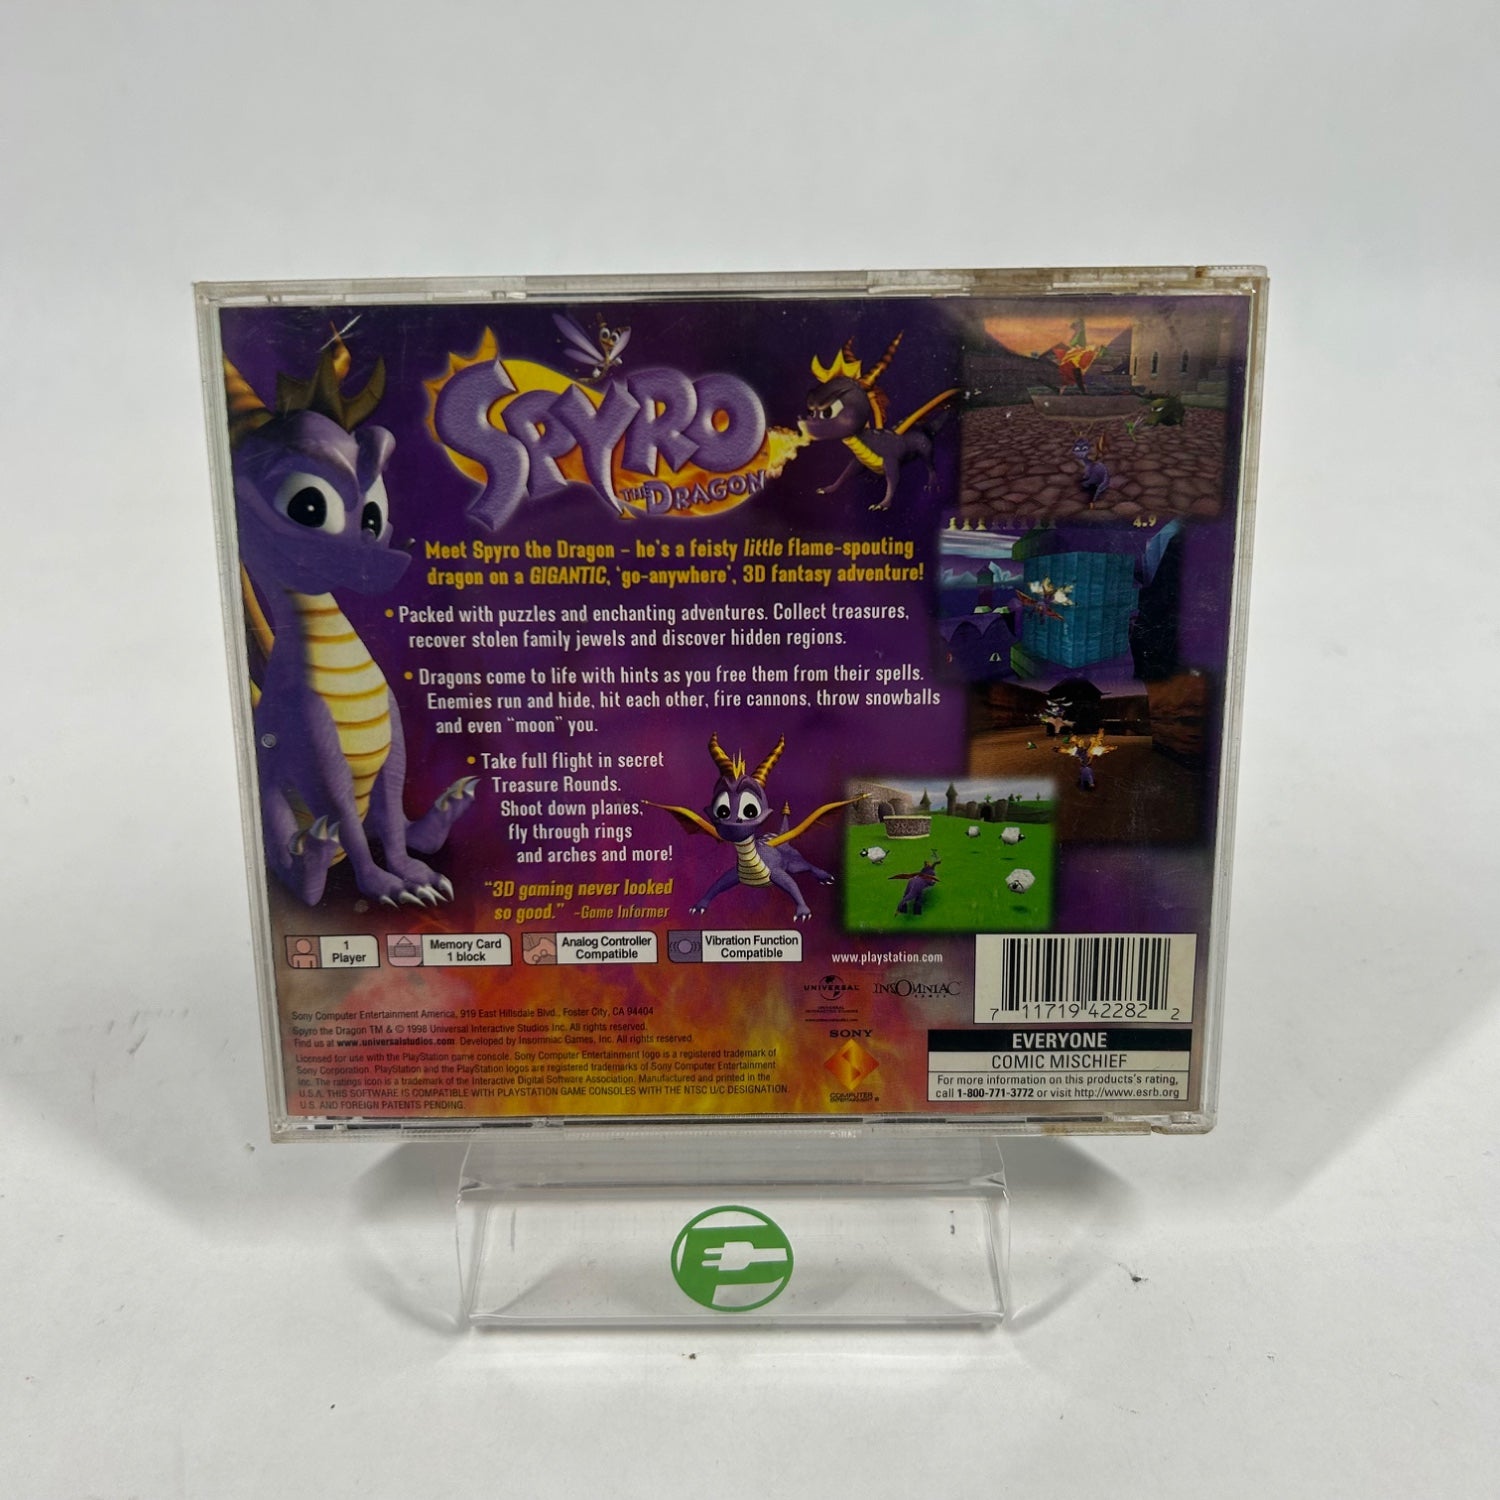 SPYRO
THE DRAGON
Meet Spyro the Dragon – he's a feisty little flame-spouting
dragon on a GIGANTIC, 'go-anywhere', 3D fantasy adventure!
• Packed with puzzles and enchanting adventures. Collect treasures,
recover stolen family jewels and discover hidden regions.
• Dragons come to life with hints as you free them from their spells.
Enemies run and hide, hit each other, fire cannons, throw snowballs
and even "moon" you.
• Take full flight in secret
Treasure Rounds.
Shoot down planes,
fly through rings
and arches and more!
"3D gaming never looked
so good." -Game Informer
4.9
1
Player
Memory Card
1 block
Analog Controller
Compatible
Vibration Function
Compatible
www.playstation.com
UNIVERSAL
UNIVERSAL
INTERACTIVE STUDIOS
INSOMNIAC
GAMES
7 11719 42282 2
Sony Computer Entertainment America, 919 East Hillsdale Blvd., Foster City, CA 94404
Spyro the Dragon TM & © 1998 Universal Interactive Studios Inc. All rights reserved.
Find us at www.universalstudios.com Developed by Insomniac Games, Inc. All rights reserved.
Licensed for use with the PlayStation game console. Sony Computer Entertainment logo is a registered trademark of
Sony Corporation. PlayStation and the PlayStation logos are registered trademarks of Sony Computer Entertainment
Inc. The ratings icon is a trademark of the Interactive Digital Software Association. Manufactured and printed in the
U.S.A. THIS SOFTWARE IS COMPATIBLE WITH PLAYSTATION GAME CONSOLES WITH THE NTSC U/C DESIGNATION.
U.S. AND FOREIGN PATENTS PENDING.
SONY
COMPUTER
ENTERTAINMENT ®
EVERYONE
COMIC MISCHIEF
For more information on this products's rating,
call 1-800-771-3772 or visit http://www.esrb.org